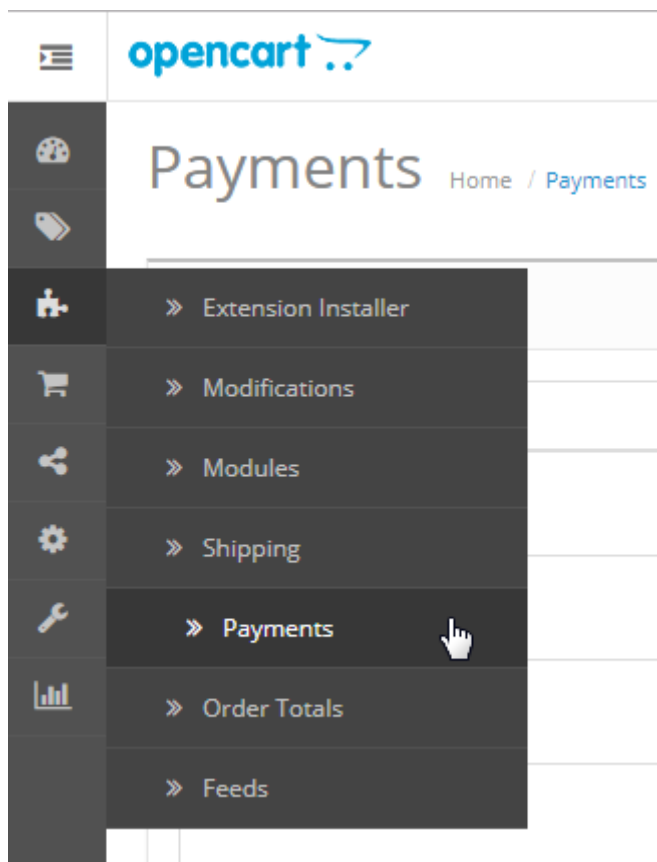 opencart
Payments Home / Payments
Extension Installer
Modifications
Modules
Shipping
Payments
Order Totals
Feeds